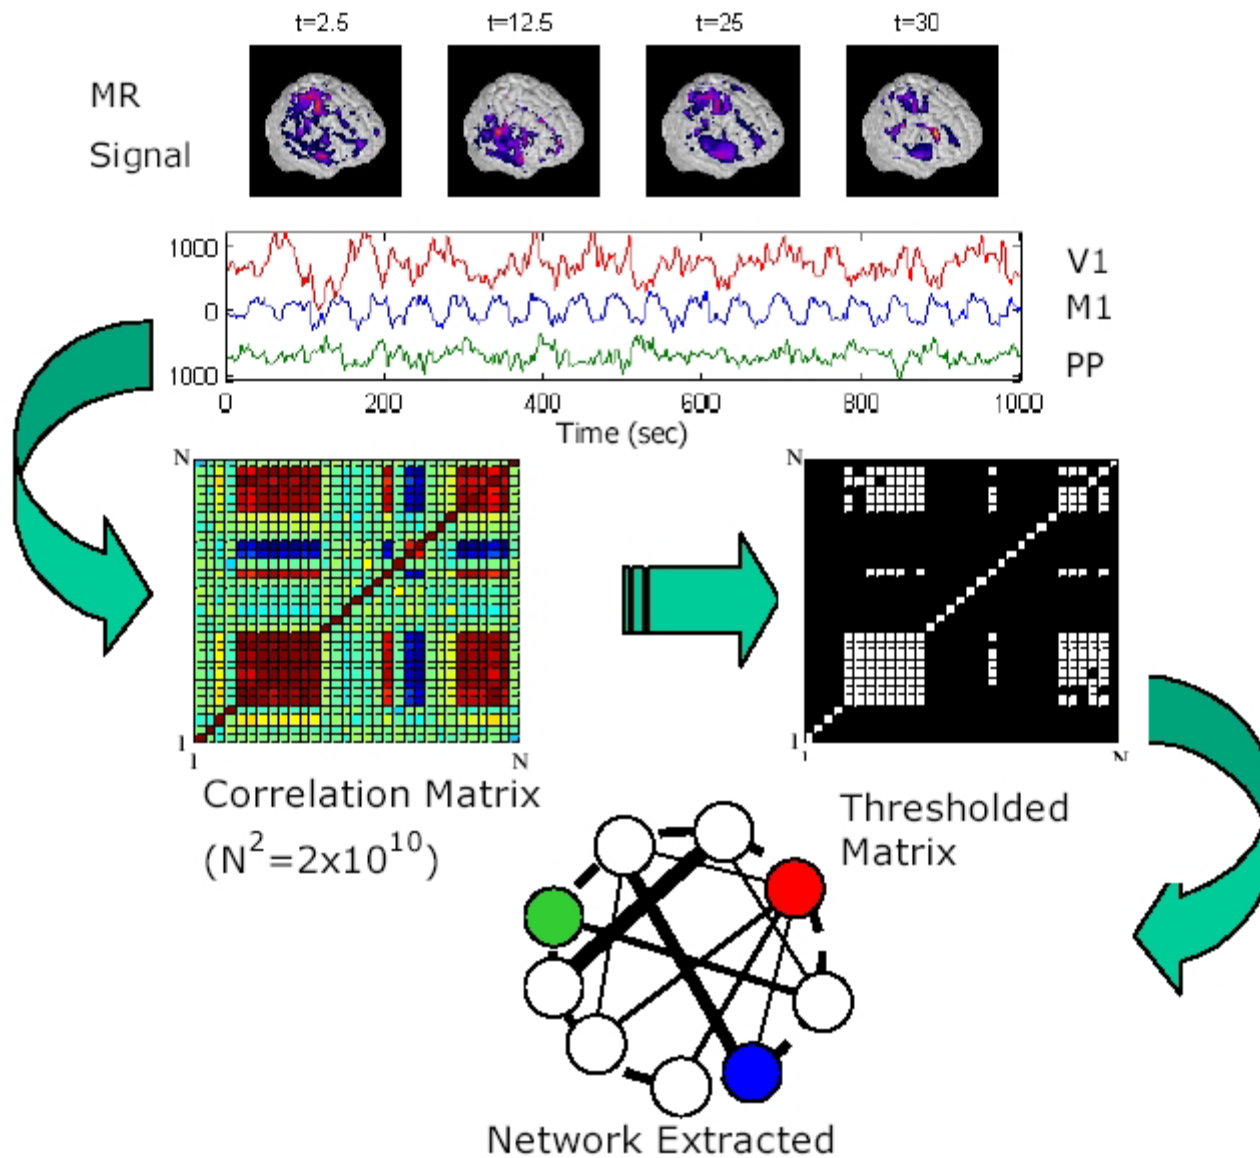 t=2.5 t=12.5 t=25 t=30
MR
Signal
1000
0
1000
V1
M1
PP
0 200 400 600 800 1000
Time (sec)
N
1
1 N
N
1
1 N
Correlation Matrix
(N²=2x10¹⁰)
Thresholded
Matrix
Network Extracted